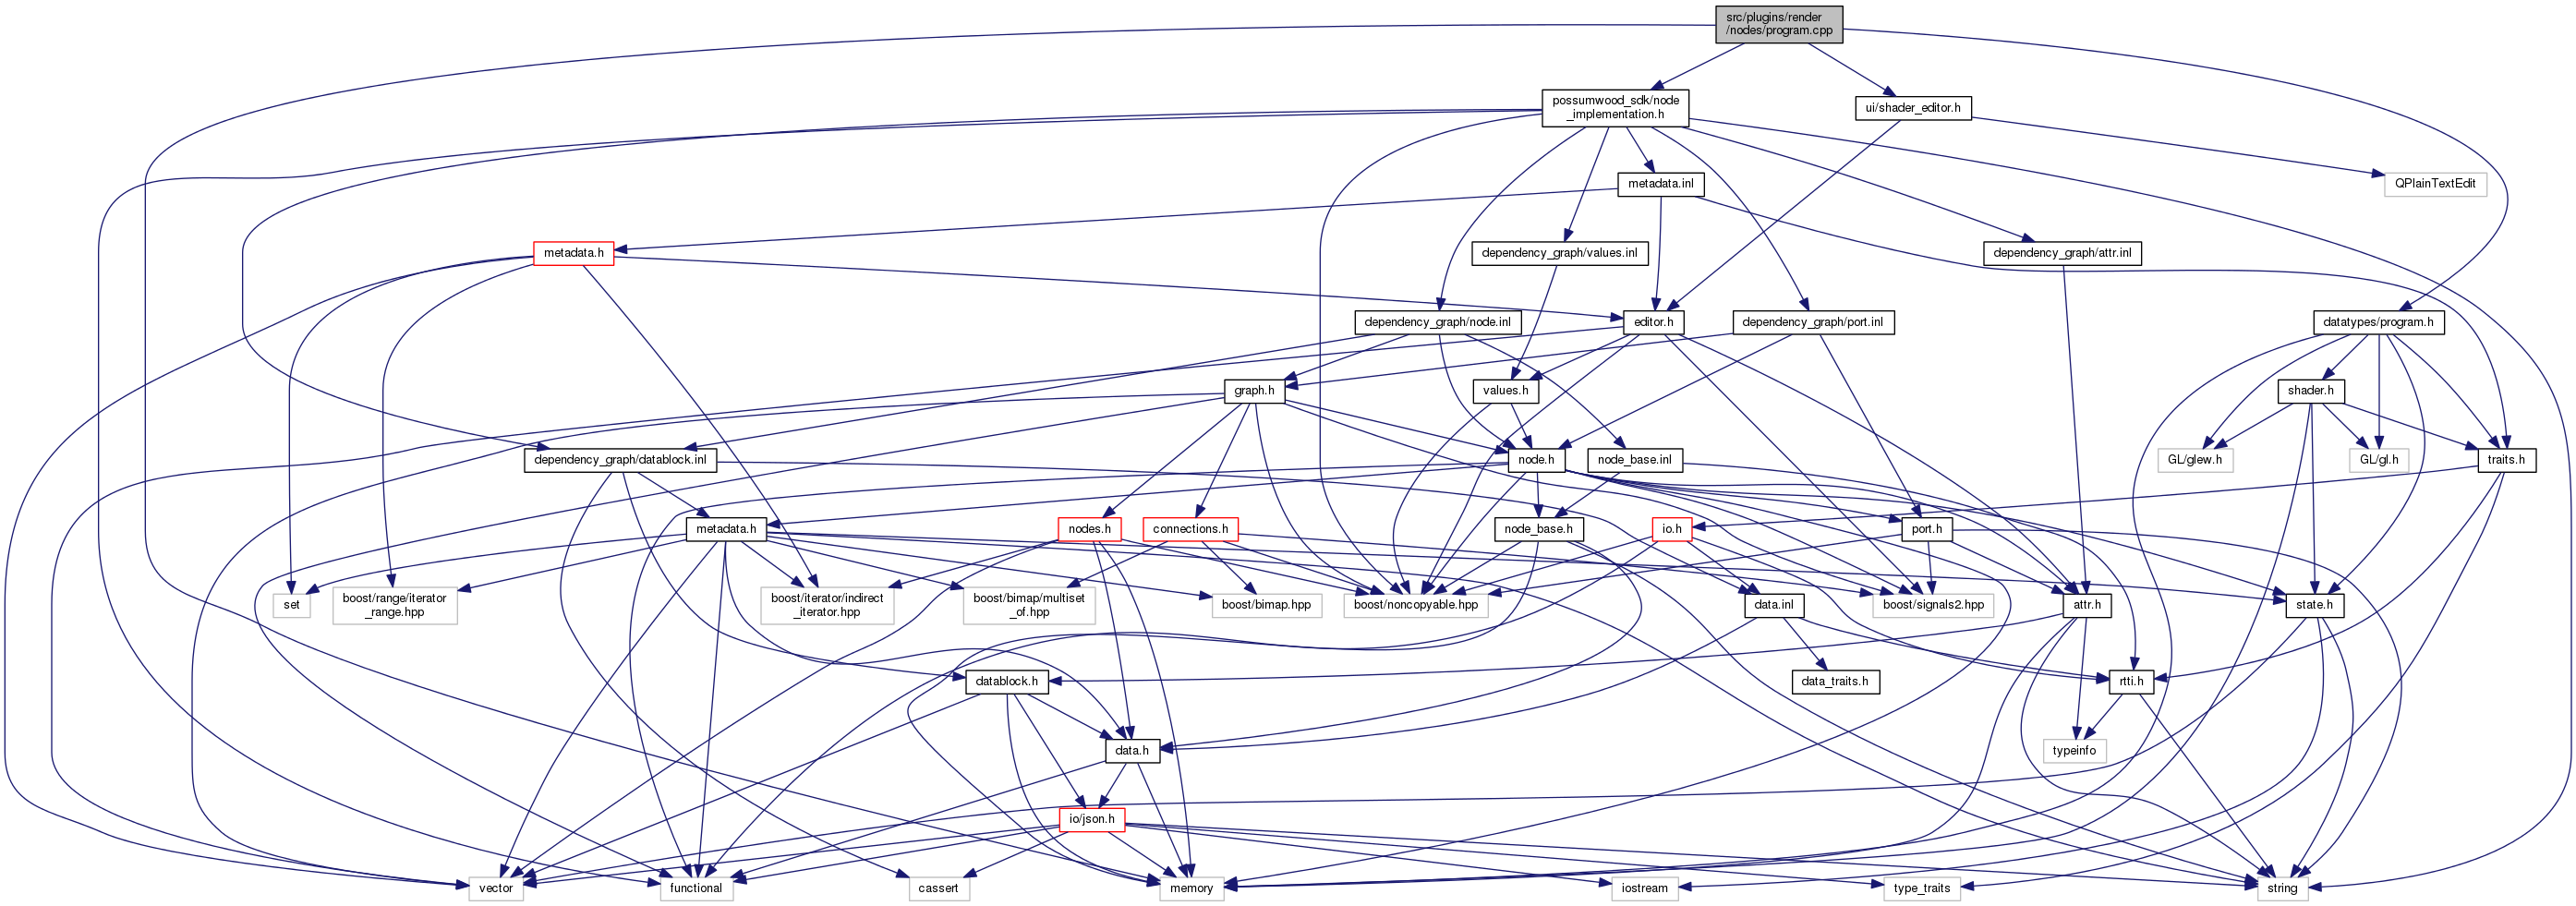 src/plugins/render
/nodes/program.cpp
possumwood_sdk/node
_implementation.h
ui/shader_editor.h
metadata.inl
QPlainTextEdit
metadata.h
dependency_graph/values.inl
dependency_graph/attr.inl
dependency_graph/node.inl
editor.h
dependency_graph/port.inl
datatypes/program.h
graph.h
values.h
shader.h
dependency_graph/datablock.inl
node.h
node_base.inl
GL/glew.h
GL/gl.h
traits.h
metadata.h
nodes.h
connections.h
node_base.h
io.h
port.h
set
boost/range/iterator
_range.hpp
boost/iterator/indirect
_iterator.hpp
boost/bimap/multiset
_of.hpp
boost/bimap.hpp
boost/noncopyable.hpp
data.inl
boost/signals2.hpp
attr.h
state.h
datablock.h
data_traits.h
rtti.h
data.h
typeinfo
io/json.h
vector
functional
cassert
memory
iostream
type_traits
string